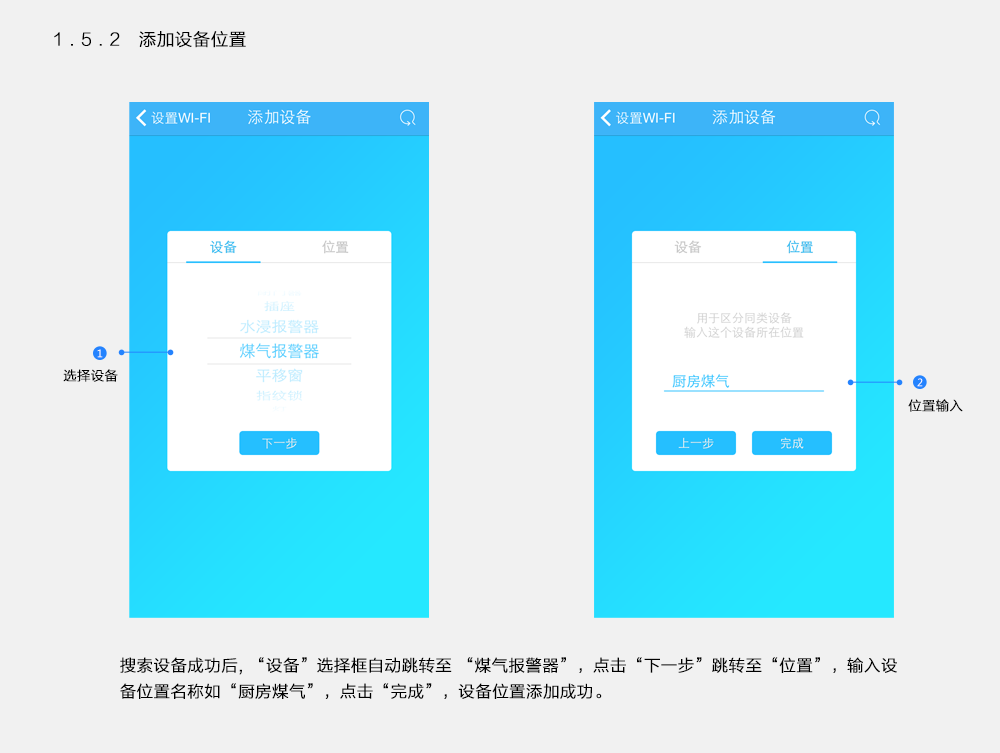 1.5.2 添加设备位置
设置WI-FI 添加设备
设备 位置
插座
水浸报警器
煤气报警器
平移窗
指纹锁
下一步
1
选择设备
设置WI-FI 添加设备
设备 位置
用于区分同类设备
输入这个设备所在位置
厨房煤气
上一步 完成
2
位置输入
搜索设备成功后，“设备”选择框自动跳转至 “煤气报警器”，点击“下一步”跳转至“位置”，输入设
备位置名称如“厨房煤气”，点击“完成”，设备位置添加成功。